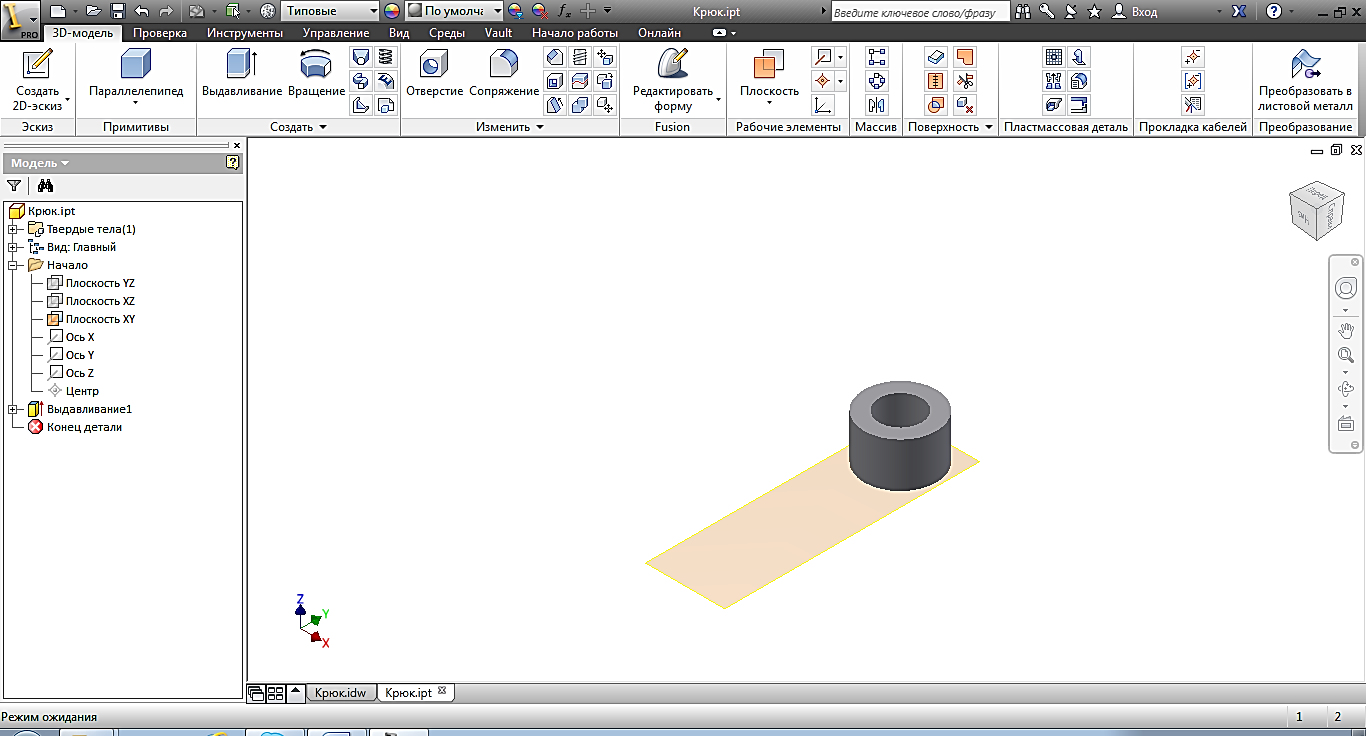 Типовые
По умолча
Крюк.ipt
Введите ключевое слово/фразу
Вход
PRO
3D-модель
Проверка
Инструменты
Управление
Вид
Среды
Vault
Начало работы
Онлайн
Создать
2D-эскиз
Параллелепипед
Выдавливание
Вращение
Отверстие
Сопряжение
Редактировать
форму
Плоскость
Преобразовать в
листовой металл
Эскиз
Примитивы
Создать
Изменить
Fusion
Рабочие элементы
Массив
Поверхность
Пластмассовая деталь
Прокладка кабелей
Преобразование
Модель
Крюк.ipt
Твердые тела(1)
Вид: Главный
Начало
Плоскость YZ
Плоскость XZ
Плоскость XY
Ось X
Ось Y
Ось Z
Центр
Выдавливание1
Конец детали
Z
Y
X
Крюк.idw
Крюк.ipt
Режим ожидания
1
2